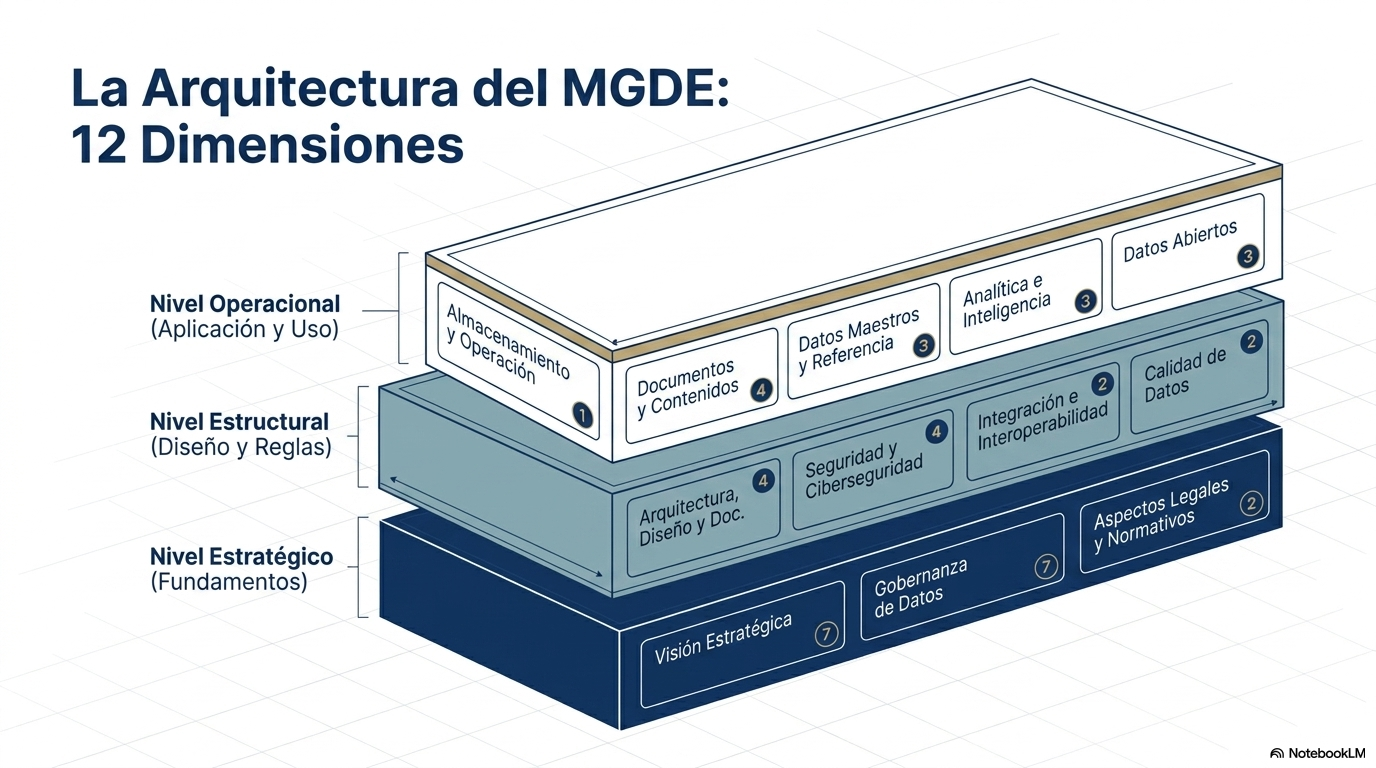 La Arquitectura del MGDE:
12 Dimensiones
Nivel Operacional
(Aplicación y Uso)
Almacenamiento
y Operación
1
Documentos
y Contenidos
4
Datos Maestros
y Referencia
3
Analítica e
Inteligencia
3
Datos Abiertos
3
Nivel Estructural
(Diseño y Reglas)
Arquitectura,
Diseño y Doc.
4
Seguridad y
Ciberseguridad
4
Integración e
Interoperabilidad
2
Calidad de
Datos
2
Nivel Estratégico
(Fundamentos)
Visión Estratégica
7
Gobernanza
de Datos
7
Aspectos Legales
y Normativos
2
NotebookLM